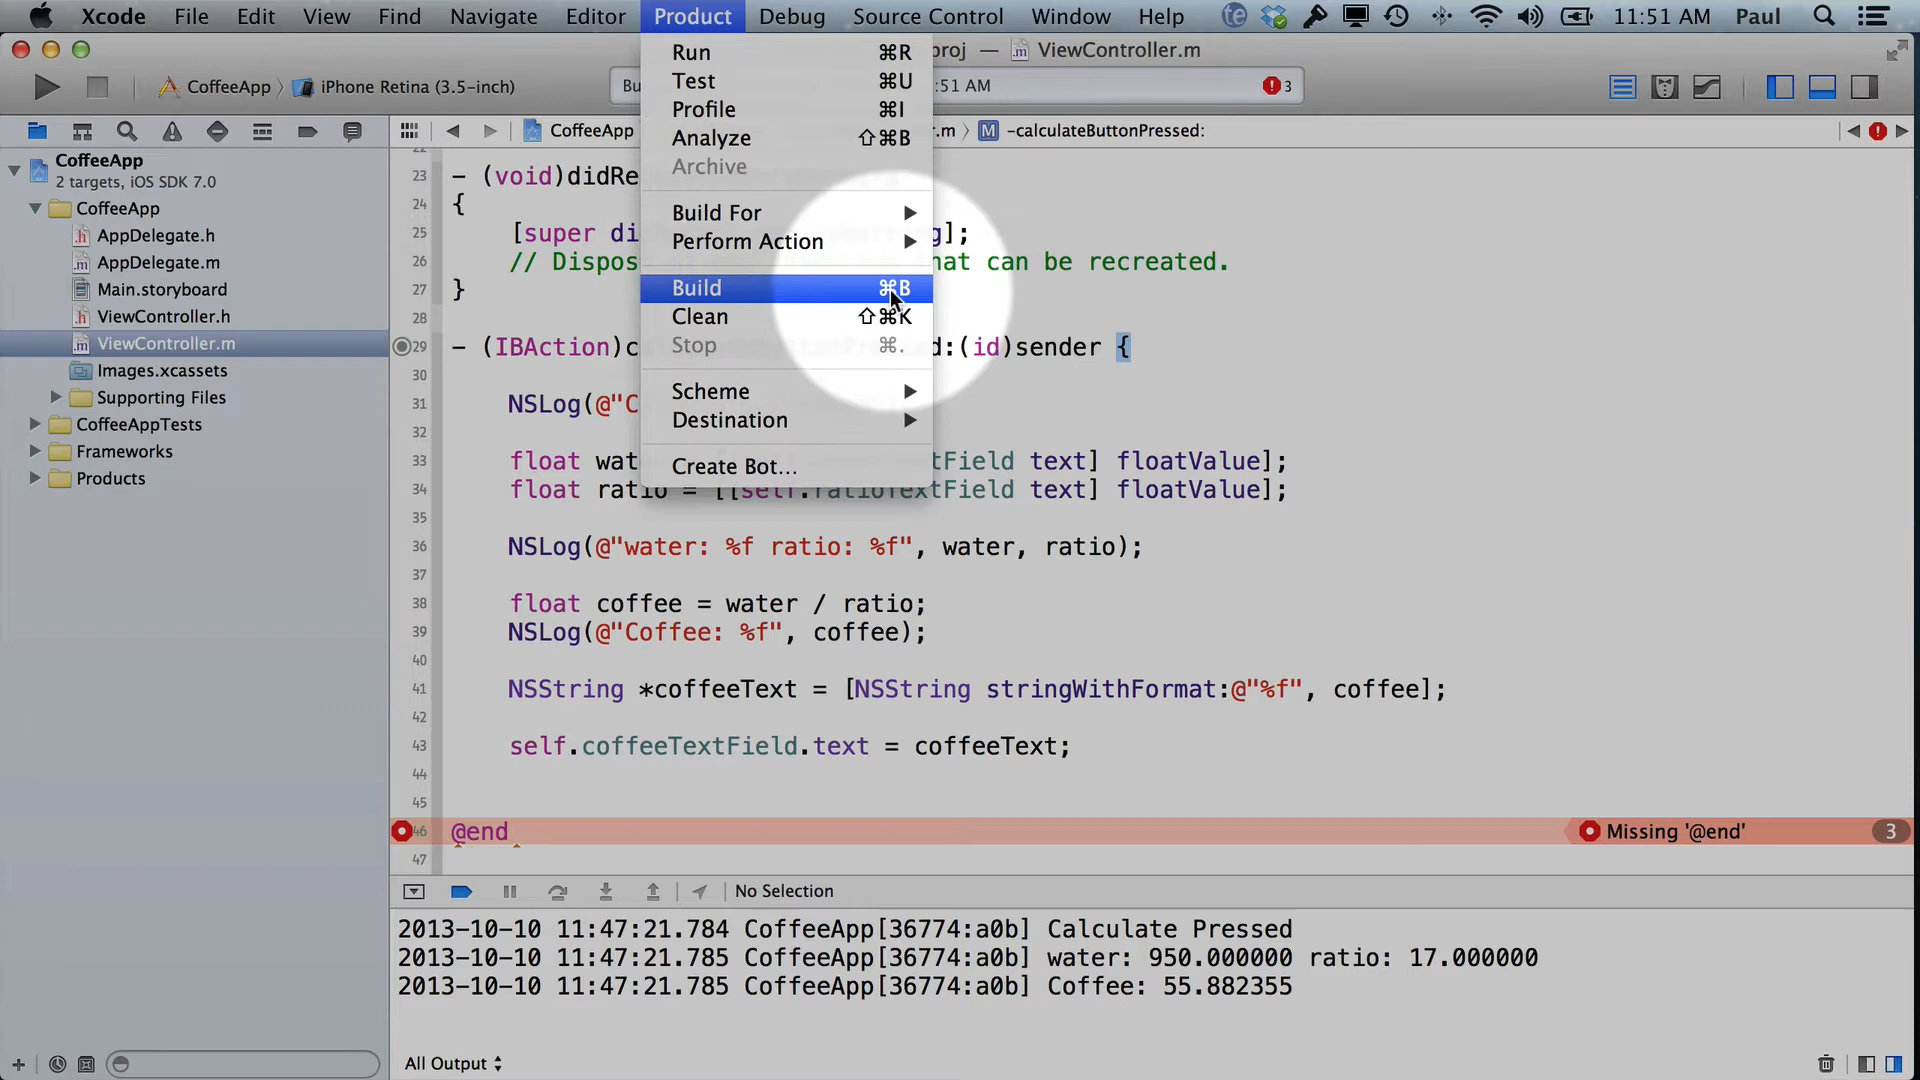 Xcode File Edit View Find Navigate Editor Product Debug Source Control Window Help 11:51 AM Paul
proj — ViewController.m
CoffeeApp iPhone Retina (3.5-inch) Bu :51 AM 3
CoffeeApp .m -calculateButtonPressed:
Run ⌘R
Test ⌘U
Profile ⌘I
Analyze ⇧⌘B
Archive
Build For
Perform Action
Build ⌘B
Clean ⇧⌘K
Stop ⌘.
Scheme
Destination
Create Bot...
CoffeeApp
2 targets, iOS SDK 7.0
CoffeeApp
AppDelegate.h
AppDelegate.m
Main.storyboard
ViewController.h
ViewController.m
Images.xcassets
Supporting Files
CoffeeAppTests
Frameworks
Products
22
23 - (void)didRe
24 {
25 [super di g];
26 // Dispos that can be recreated.
27 }
28
29 - (IBAction)c d:(id)sender {
30
31 NSLog(@"C
32
33 float wat tField text] floatValue];
34 float ratio = [[self.ratioTextField text] floatValue];
35
36 NSLog(@"water: %f ratio: %f", water, ratio);
37
38 float coffee = water / ratio;
39 NSLog(@"Coffee: %f", coffee);
40
41 NSString *coffeeText = [NSString stringWithFormat:@"%f", coffee];
42
43 self.coffeeTextField.text = coffeeText;
44
45
46 @end Missing '@end' 3
47
No Selection
2013-10-10 11:47:21.784 CoffeeApp[36774:a0b] Calculate Pressed
2013-10-10 11:47:21.785 CoffeeApp[36774:a0b] water: 950.000000 ratio: 17.000000
2013-10-10 11:47:21.785 CoffeeApp[36774:a0b] Coffee: 55.882355
All Output